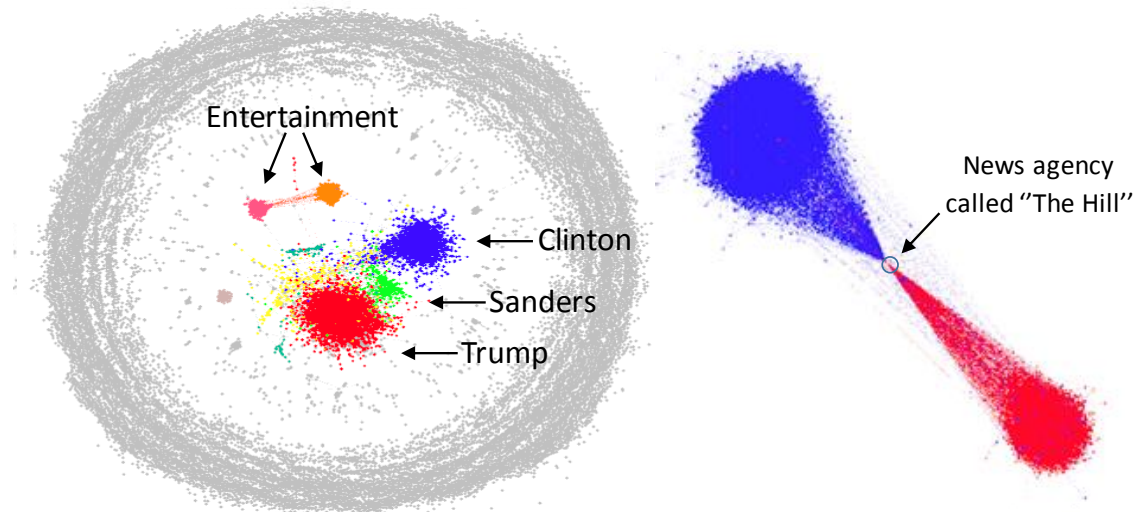 Entertainment
Clinton
Sanders
Trump
News agency
called ‘’The Hill’’